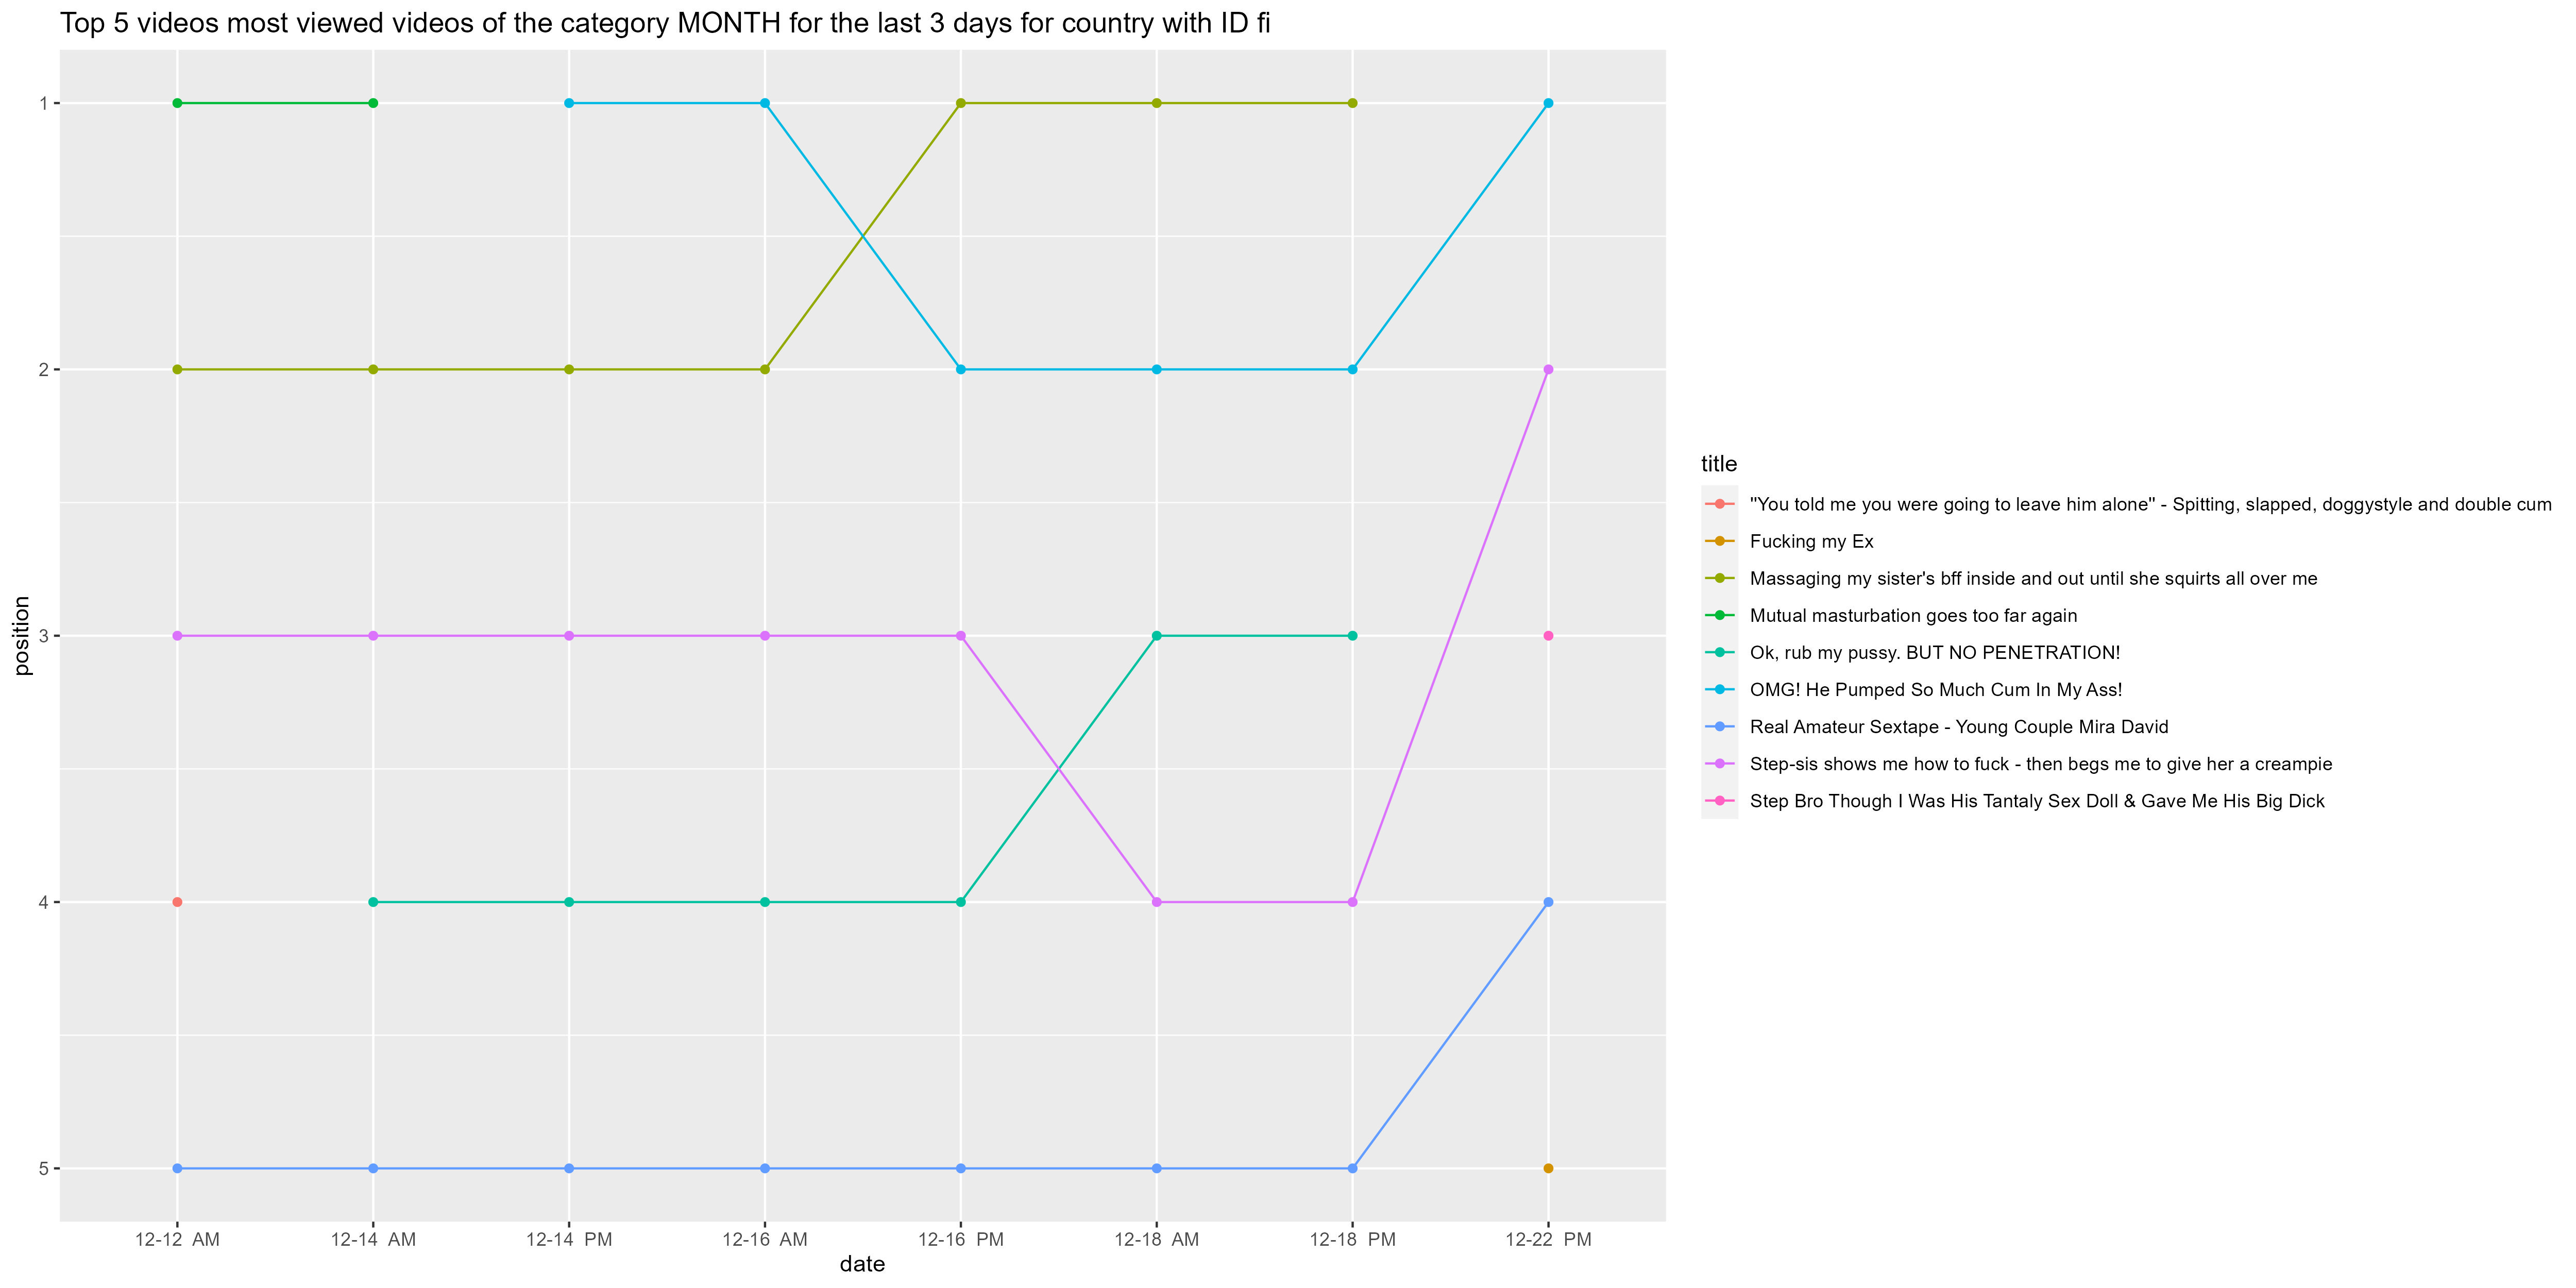 Top 5 videos most viewed videos of the category MONTH for the last 3 days for country with ID fi
1
2
3
4
5
position
12-12 AM
12-14 AM
12-14 PM
12-16 AM
12-16 PM
12-18 AM
12-18 PM
12-22 PM
date
title
"You told me you were going to leave him alone" - Spitting, slapped, doggystyle and double cum
Fucking my Ex
Massaging my sister's bff inside and out until she squirts all over me
Mutual masturbation goes too far again
Ok, rub my pussy. BUT NO PENETRATION!
OMG! He Pumped So Much Cum In My Ass!
Real Amateur Sextape - Young Couple Mira David
Step-sis shows me how to fuck - then begs me to give her a creampie
Step Bro Though I Was His Tantaly Sex Doll & Gave Me His Big Dick